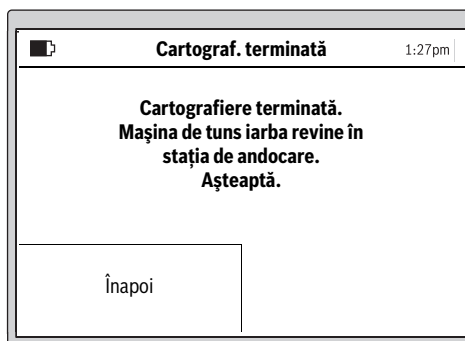 Cartograf. terminată
1:27pm
Cartografiere terminată.
Maşina de tuns iarba revine în
staţia de andocare.
Aşteaptă.
Înapoi